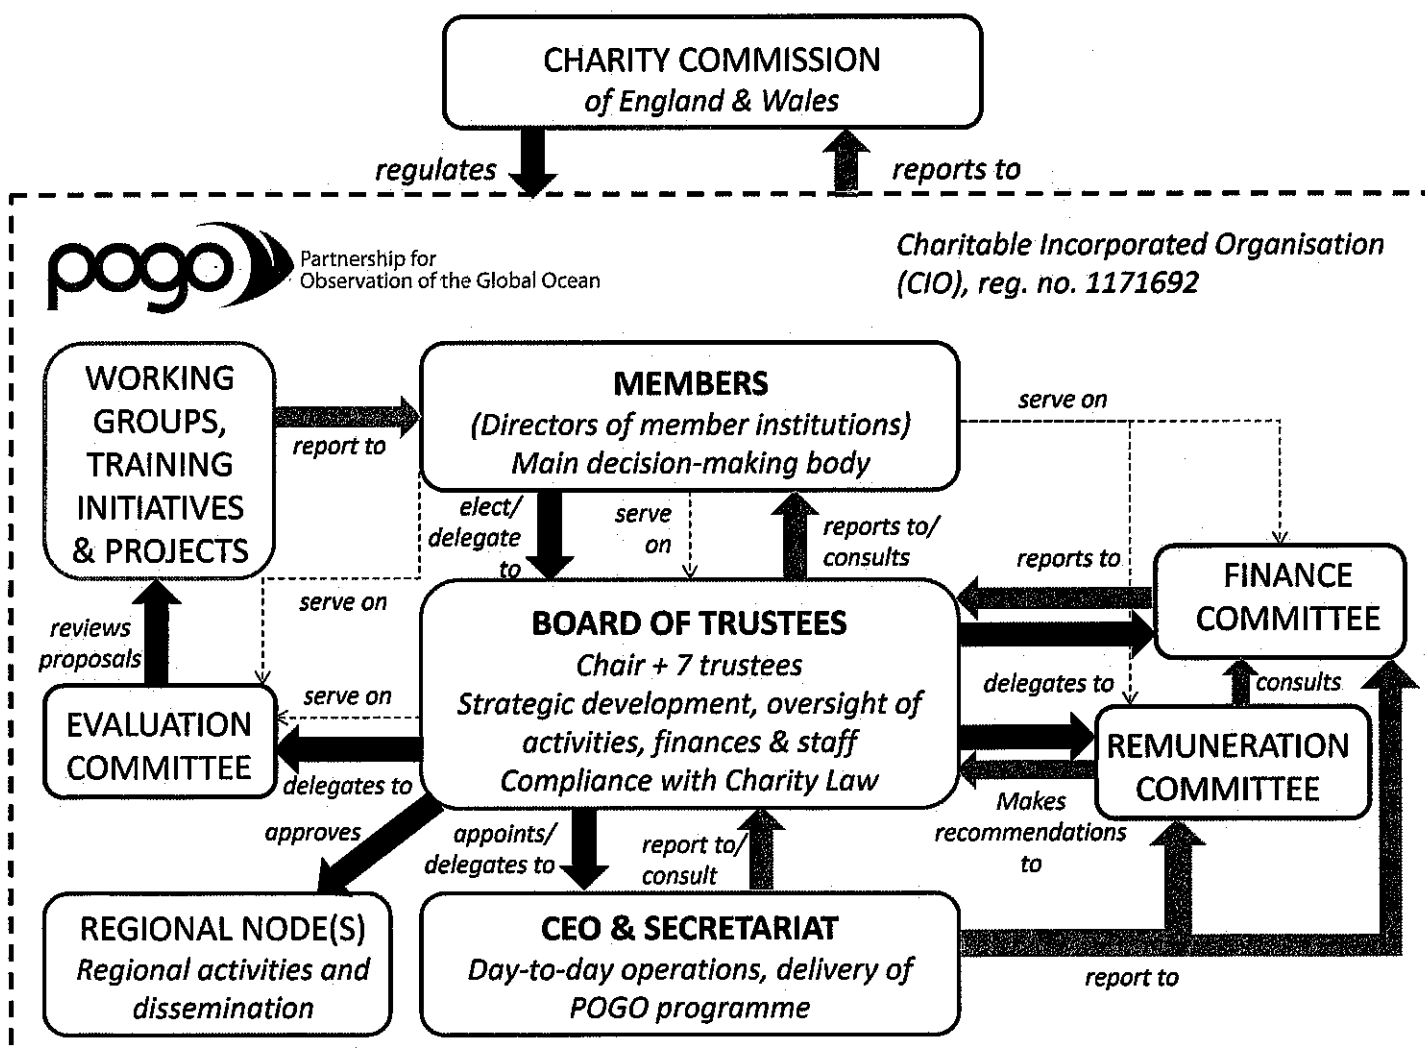 CHARITY COMMISSION
of England & Wales
regulates
reports to
pogo
Partnership for
Observation of the Global Ocean
Charitable Incorporated Organisation
(CIO), reg. no. 1171692
WORKING
GROUPS,
TRAINING
INITIATIVES
& PROJECTS
report to
MEMBERS
(Directors of member institutions)
Main decision-making body
serve on
elect/
delegate
to
serve
on
reports to/
consults
reports to
FINANCE
COMMITTEE
serve on
reviews
proposals
BOARD OF TRUSTEES
Chair + 7 trustees
Strategic development, oversight of
activities, finances & staff
Compliance with Charity Law
delegates to
consults
serve on
EVALUATION
COMMITTEE
delegates to
REMUNERATION
COMMITTEE
Makes
recommendations
to
approves
appoints/
delegates to
report to/
consult
REGIONAL NODE(S)
Regional activities and
dissemination
CEO & SECRETARIAT
Day-to-day operations, delivery of
POGO programme
report to